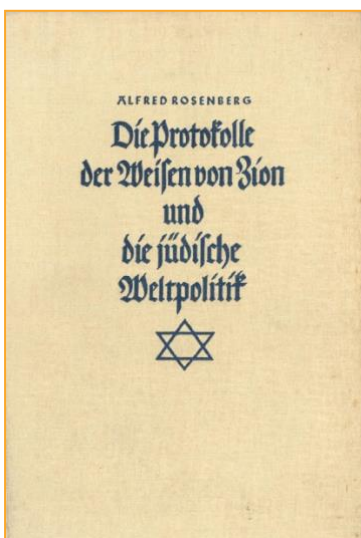 ALFRED ROSENBERG
Die Protokolle
der Weisen von Zion
und
die jüdische
Weltpolitik